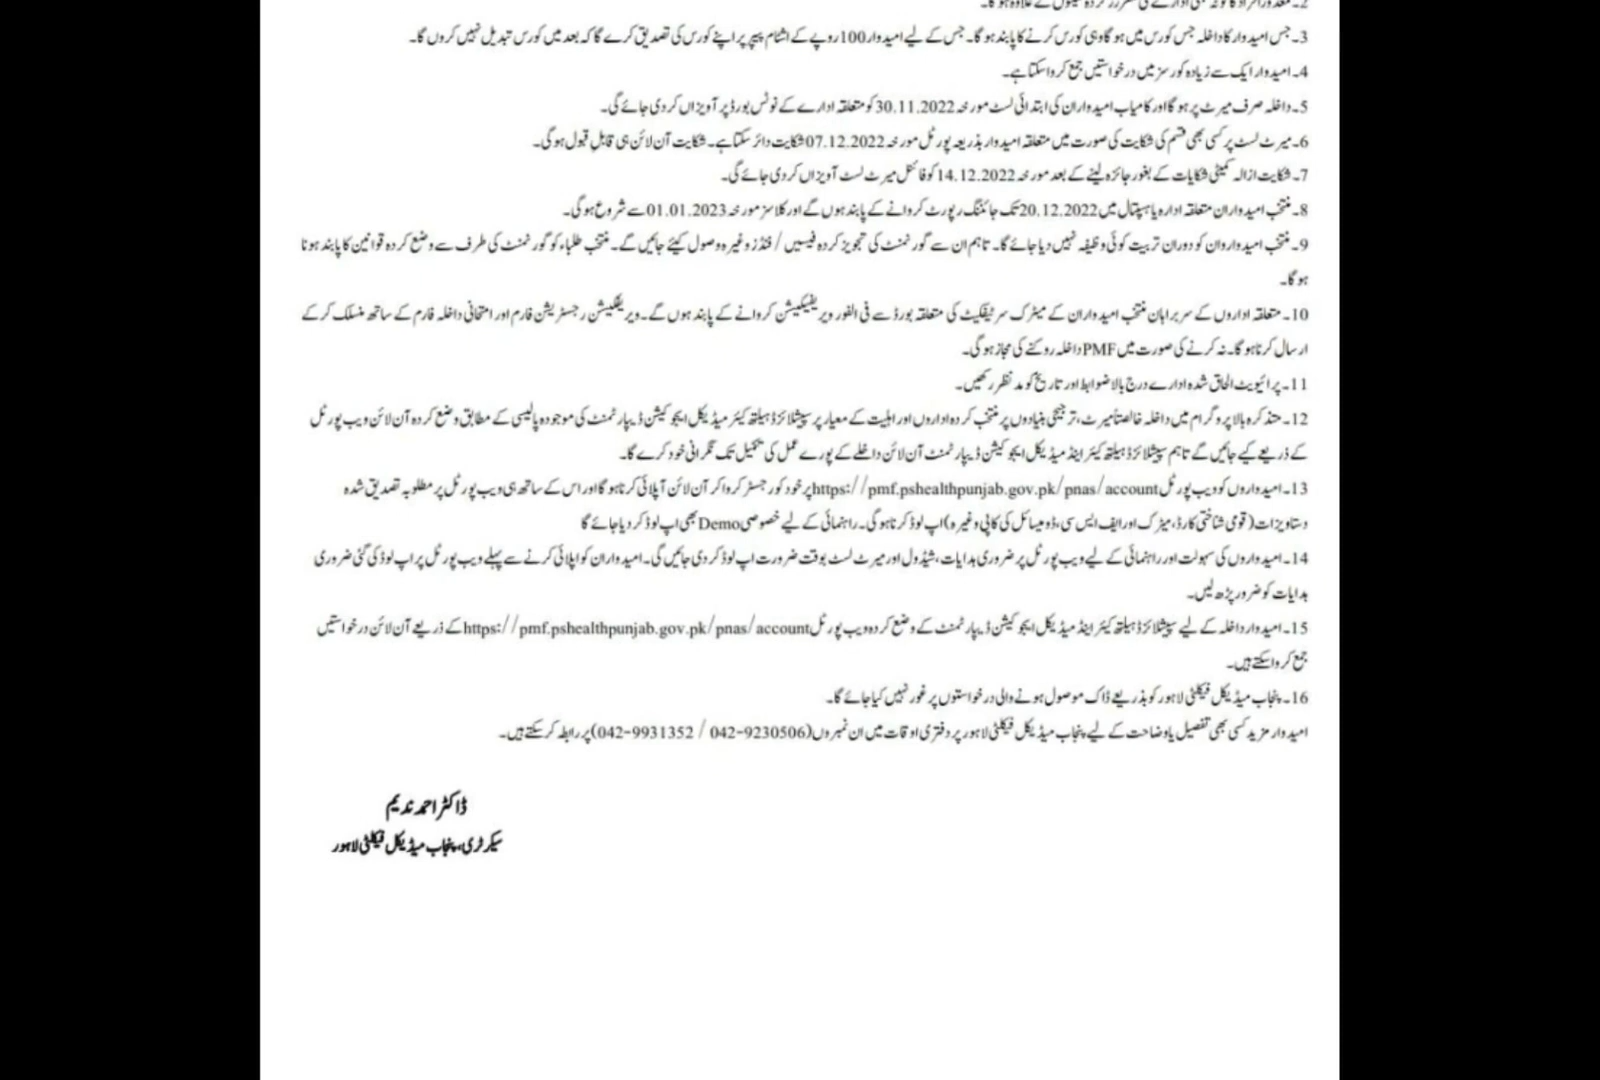 2۔ معذور افراد کا کوٹہ بھی ادارے کی مقرر کردہ سیٹوں کے علاوہ ہو گا۔
3۔ جس امیدوار کا داخلہ جس کورس میں ہو گا وہی کورس کرنے کا پابند ہو گا۔ جس کے لیے امیدوار 100 روپے کے اشٹام پیپر پر اپنے کورس کی تصدیق کرے گا کہ بعد میں کورس تبدیل نہیں کروں گا۔
4۔ امیدوار ایک سے زیادہ کورسز میں درخواستیں جمع کروا سکتا ہے۔
5۔ داخلہ صرف میرٹ پر ہو گا اور کامیاب امیدواران کی ابتدائی لسٹ مورخہ 30.11.2022 کو متعلقہ ادارے کے نوٹس بورڈ پر آویزاں کر دی جائے گی۔
6۔ میرٹ لسٹ پر کسی بھی قسم کی شکایت کی صورت میں متعلقہ امیدوار بذریعہ پورٹل مورخہ 07.12.2022 شکایت دائر سکتا ہے۔ شکایت آن لائن ہی قابل قبول ہو گی۔
7۔ شکایت ازالہ کمیٹی شکایات کے بغور جائزہ لینے کے بعد مورخہ 14.12.2022 کو فائنل میرٹ لسٹ آویزاں کر دی جائے گی۔
8۔ منتخب امیدواران متعلقہ ادارہ یا ہسپتال میں 20.12.2022 تک جائننگ رپورٹ کروانے کے پابند ہوں گے اور کلاسز مورخہ 01.01.2023 سے شروع ہو گی۔
9۔ منتخب امیدواروان کو دوران تربیت کوئی وظیفہ نہیں دیا جائے گا۔ تاہم ان سے گورنمنٹ کی تجویز کردہ فیسیں / فنڈز وغیرہ وصول کیئے جائیں گے۔ منتخب طلباء کو گورنمنٹ کی طرف سے وضع کردہ قوانین کا پابند ہونا
ہو گا۔
10۔ متعلقہ اداروں کے سربراہان منتخب امیدواران کے میٹرک سرٹیفکیٹ کی متعلقہ بورڈ سے فی الفور ویریفیکیشن کروانے کے پابند ہوں گے۔ ویریفکیشن رجسٹریشن فارم اور امتحانی داخلہ فارم کے ساتھ منسلک کر کے
ارسال کرنا ہو گا۔ نہ کرنے کی صورت میں PMF داخلہ روکنے کی مجاز ہو گی۔
11۔ پرائیویٹ الحاق شدہ ادارے درج بالا ضوابط اور تاریخ کو مد نظر رکھیں۔
12۔ متذکرہ بالا پروگرام میں داخلہ خالصتاً میرٹ، ترجیحی بنیادوں پر منتخب کردہ اداروں اور اہلیت کے معیار پر سپیشلائزڈ ہیلتھ کیئر میڈیکل ایجوکیشن ڈیپارٹمنٹ کی موجودہ پالیسی کے مطابق وضع کردہ آن لائن ویب پورٹل
کے ذریعے کیے جائیں گے تاہم سپیشلائزڈ ہیلتھ کیئر اینڈ میڈیکل ایجوکیشن ڈیپارٹمنٹ آن لائن داخلے کے پورے عمل کی تکمیل تک نگرانی خود کرے گا۔
13۔ امیدواروں کو ویب پورٹل https://pmf.pshealthpunjab.gov.pk/pnas/account پر خود کو رجسٹر کروا کر آن لائن اپلائی کرنا ہو گا اور اس کے ساتھ ہی ویب پورٹل پر مطلوبہ تصدیق شدہ
دستاویزات (قومی شناختی کارڈ، میٹرک اور ایف ایس سی، ڈومیسائل کی کاپی وغیرہ) اپ لوڈ کرنا ہو گی۔ راہنمائی کے لیے خصوصی Demo بھی اپ لوڈ کر دیا جائے گا
14۔ امیدواروں کی سہولت اور راہنمائی کے لیے ویب پورٹل پر ضروری ہدایات، شیڈول اور میرٹ لسٹ بوقت ضرورت اپ لوڈ کر دی جائیں گی۔ امیدواران کو اپلائی کرنے سے پہلے ویب پورٹل پر اپ لوڈ کی گئی ضروری
ہدایات کو ضرور پڑھ لیں۔
15۔ امیدوار داخلہ کے لیے سپیشلائزڈ ہیلتھ کیئر اینڈ میڈیکل ایجوکیشن ڈیپارٹمنٹ کے وضع کردہ ویب پورٹل https://pmf.pshealthpunjab.gov.pk/pnas/account کے ذریعے آن لائن درخواستیں
جمع کروا سکتے ہیں۔
16۔ پنجاب میڈیکل فیکلٹی لاہور کو بذریعے ڈاک موصول ہونے والی درخواستوں پر غور نہیں کیا جائے گا۔
امیدوار مزید کسی بھی تفصیل یا وضاحت کے لیے پنجاب میڈیکل فیکلٹی لاہور پر دفتری اوقات میں ان نمبروں (042-9931352 / 042-9230506) پر رابطہ کر سکتے ہیں۔
ڈاکٹر احمد ندیم
سیکرٹری، پنجاب میڈیکل فیکلٹی لاہور